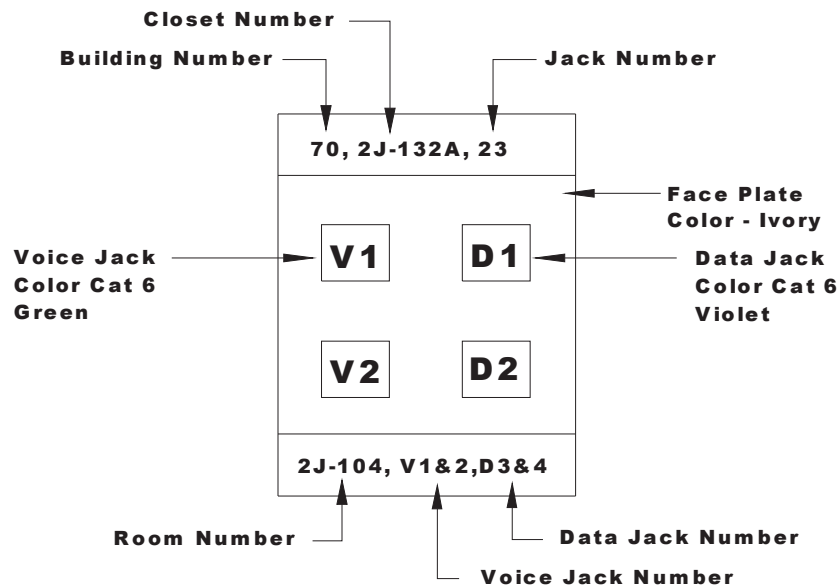 Closet Number
Building Number
Jack Number
70, 2J-132A, 23
Face Plate
Color - Ivory
Voice Jack
Color Cat 6
Green
V1
D1
Data Jack
Color Cat 6
Violet
V2
D2
2J-104, V1&2,D3&4
Room Number
Data Jack Number
Voice Jack Number